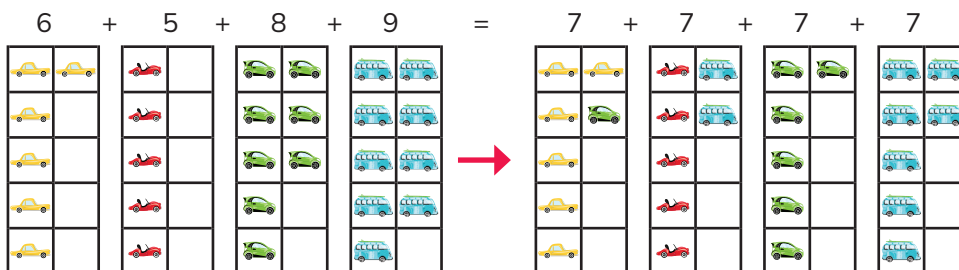 6 + 5 + 8 + 9 = 7 + 7 + 7 + 7